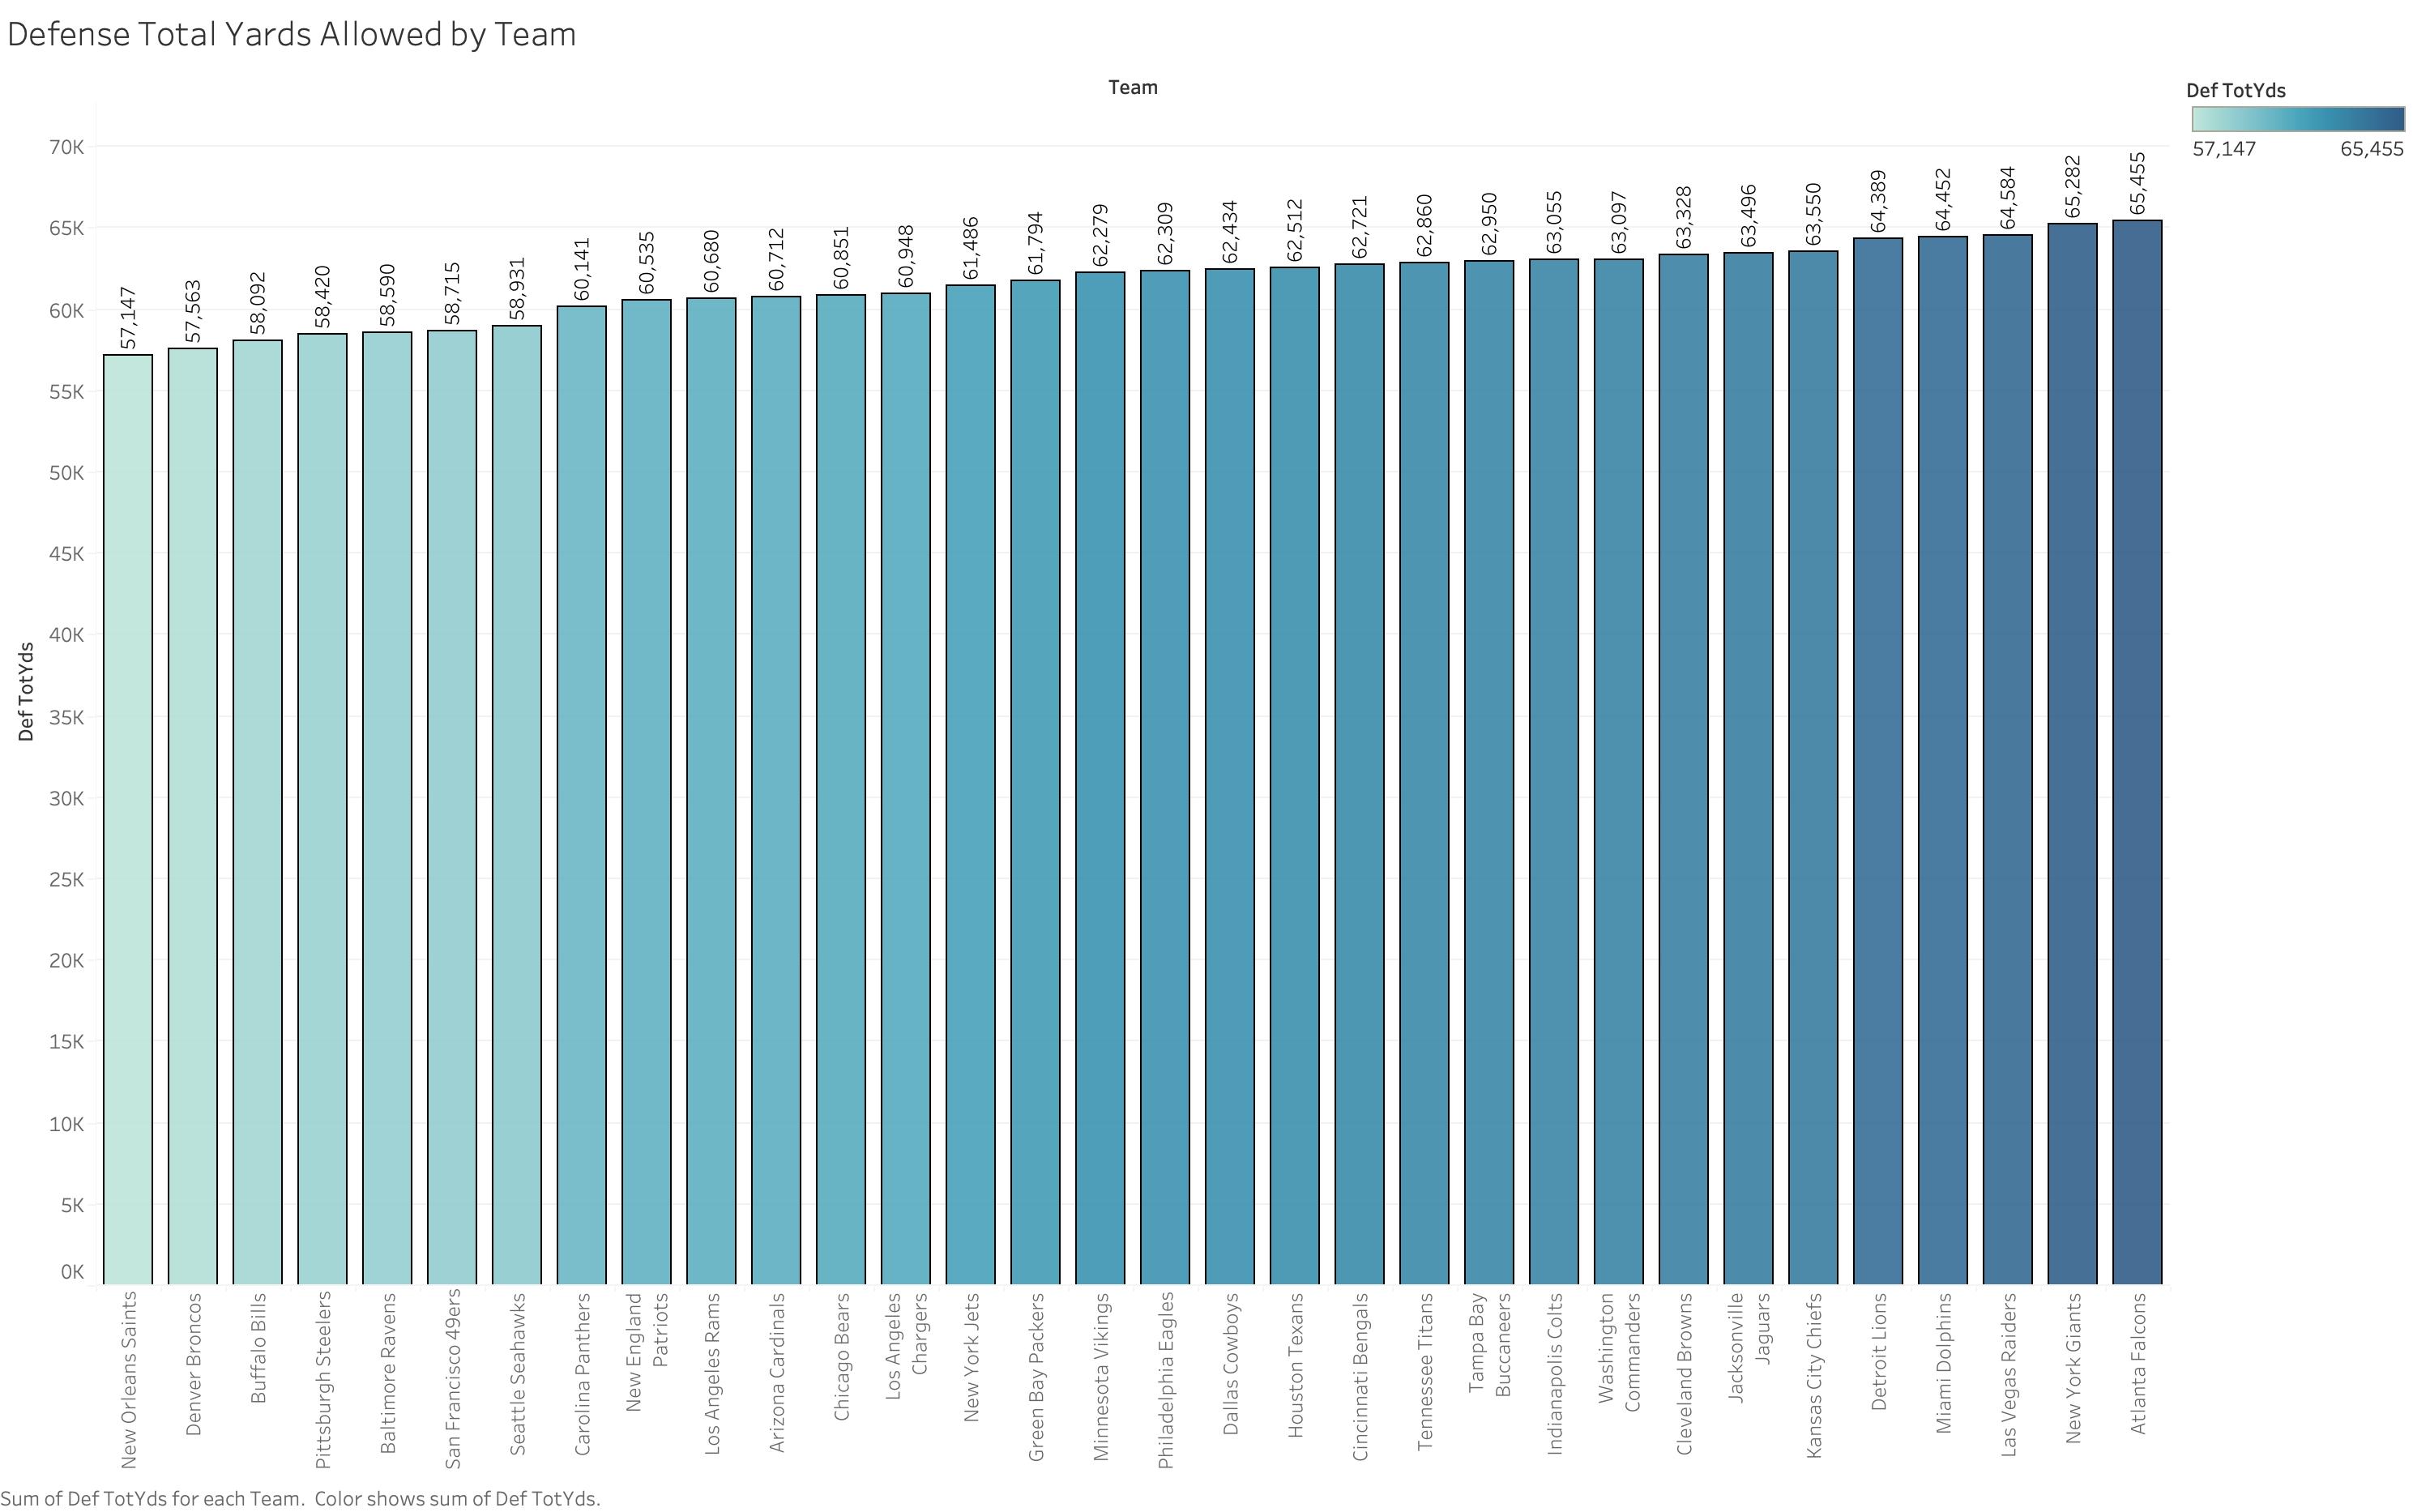 Defense Total Yards Allowed by Team
Team
Def TotYds
57,147 65,455
Def TotYds
70K
65K
60K
55K
50K
45K
40K
35K
30K
25K
20K
15K
10K
5K
0K
57,147
57,563
58,092
58,420
58,590
58,715
58,931
60,141
60,535
60,680
60,712
60,851
60,948
61,486
61,794
62,279
62,309
62,434
62,512
62,721
62,860
62,950
63,055
63,097
63,328
63,496
63,550
64,389
64,452
64,584
65,282
65,455
New Orleans Saints
Denver Broncos
Buffalo Bills
Pittsburgh Steelers
Baltimore Ravens
San Francisco 49ers
Seattle Seahawks
Carolina Panthers
New England
Patriots
Los Angeles Rams
Arizona Cardinals
Chicago Bears
Los Angeles
Chargers
New York Jets
Green Bay Packers
Minnesota Vikings
Philadelphia Eagles
Dallas Cowboys
Houston Texans
Cincinnati Bengals
Tennessee Titans
Tampa Bay
Buccaneers
Indianapolis Colts
Washington
Commanders
Cleveland Browns
Jacksonville
Jaguars
Kansas City Chiefs
Detroit Lions
Miami Dolphins
Las Vegas Raiders
New York Giants
Atlanta Falcons
Sum of Def TotYds for each Team.  Color shows sum of Def TotYds.